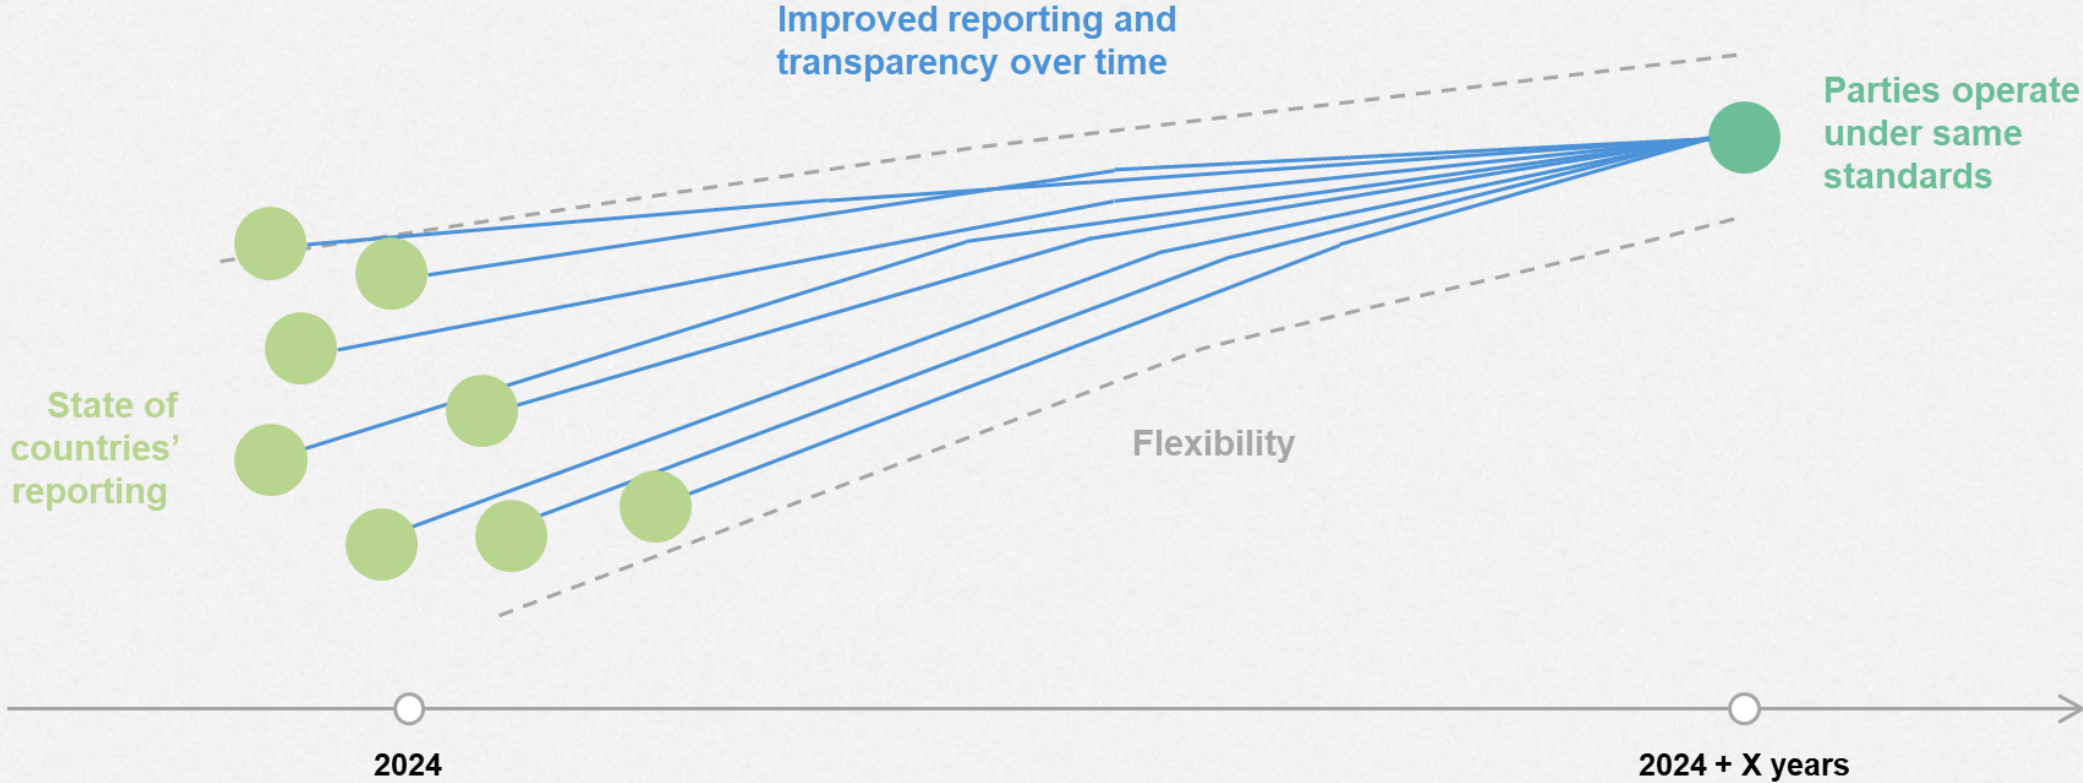 Improved reporting and
transparency over time
Parties operate
under same
standards
State of
countries’
reporting
Flexibility
2024
2024 + X years